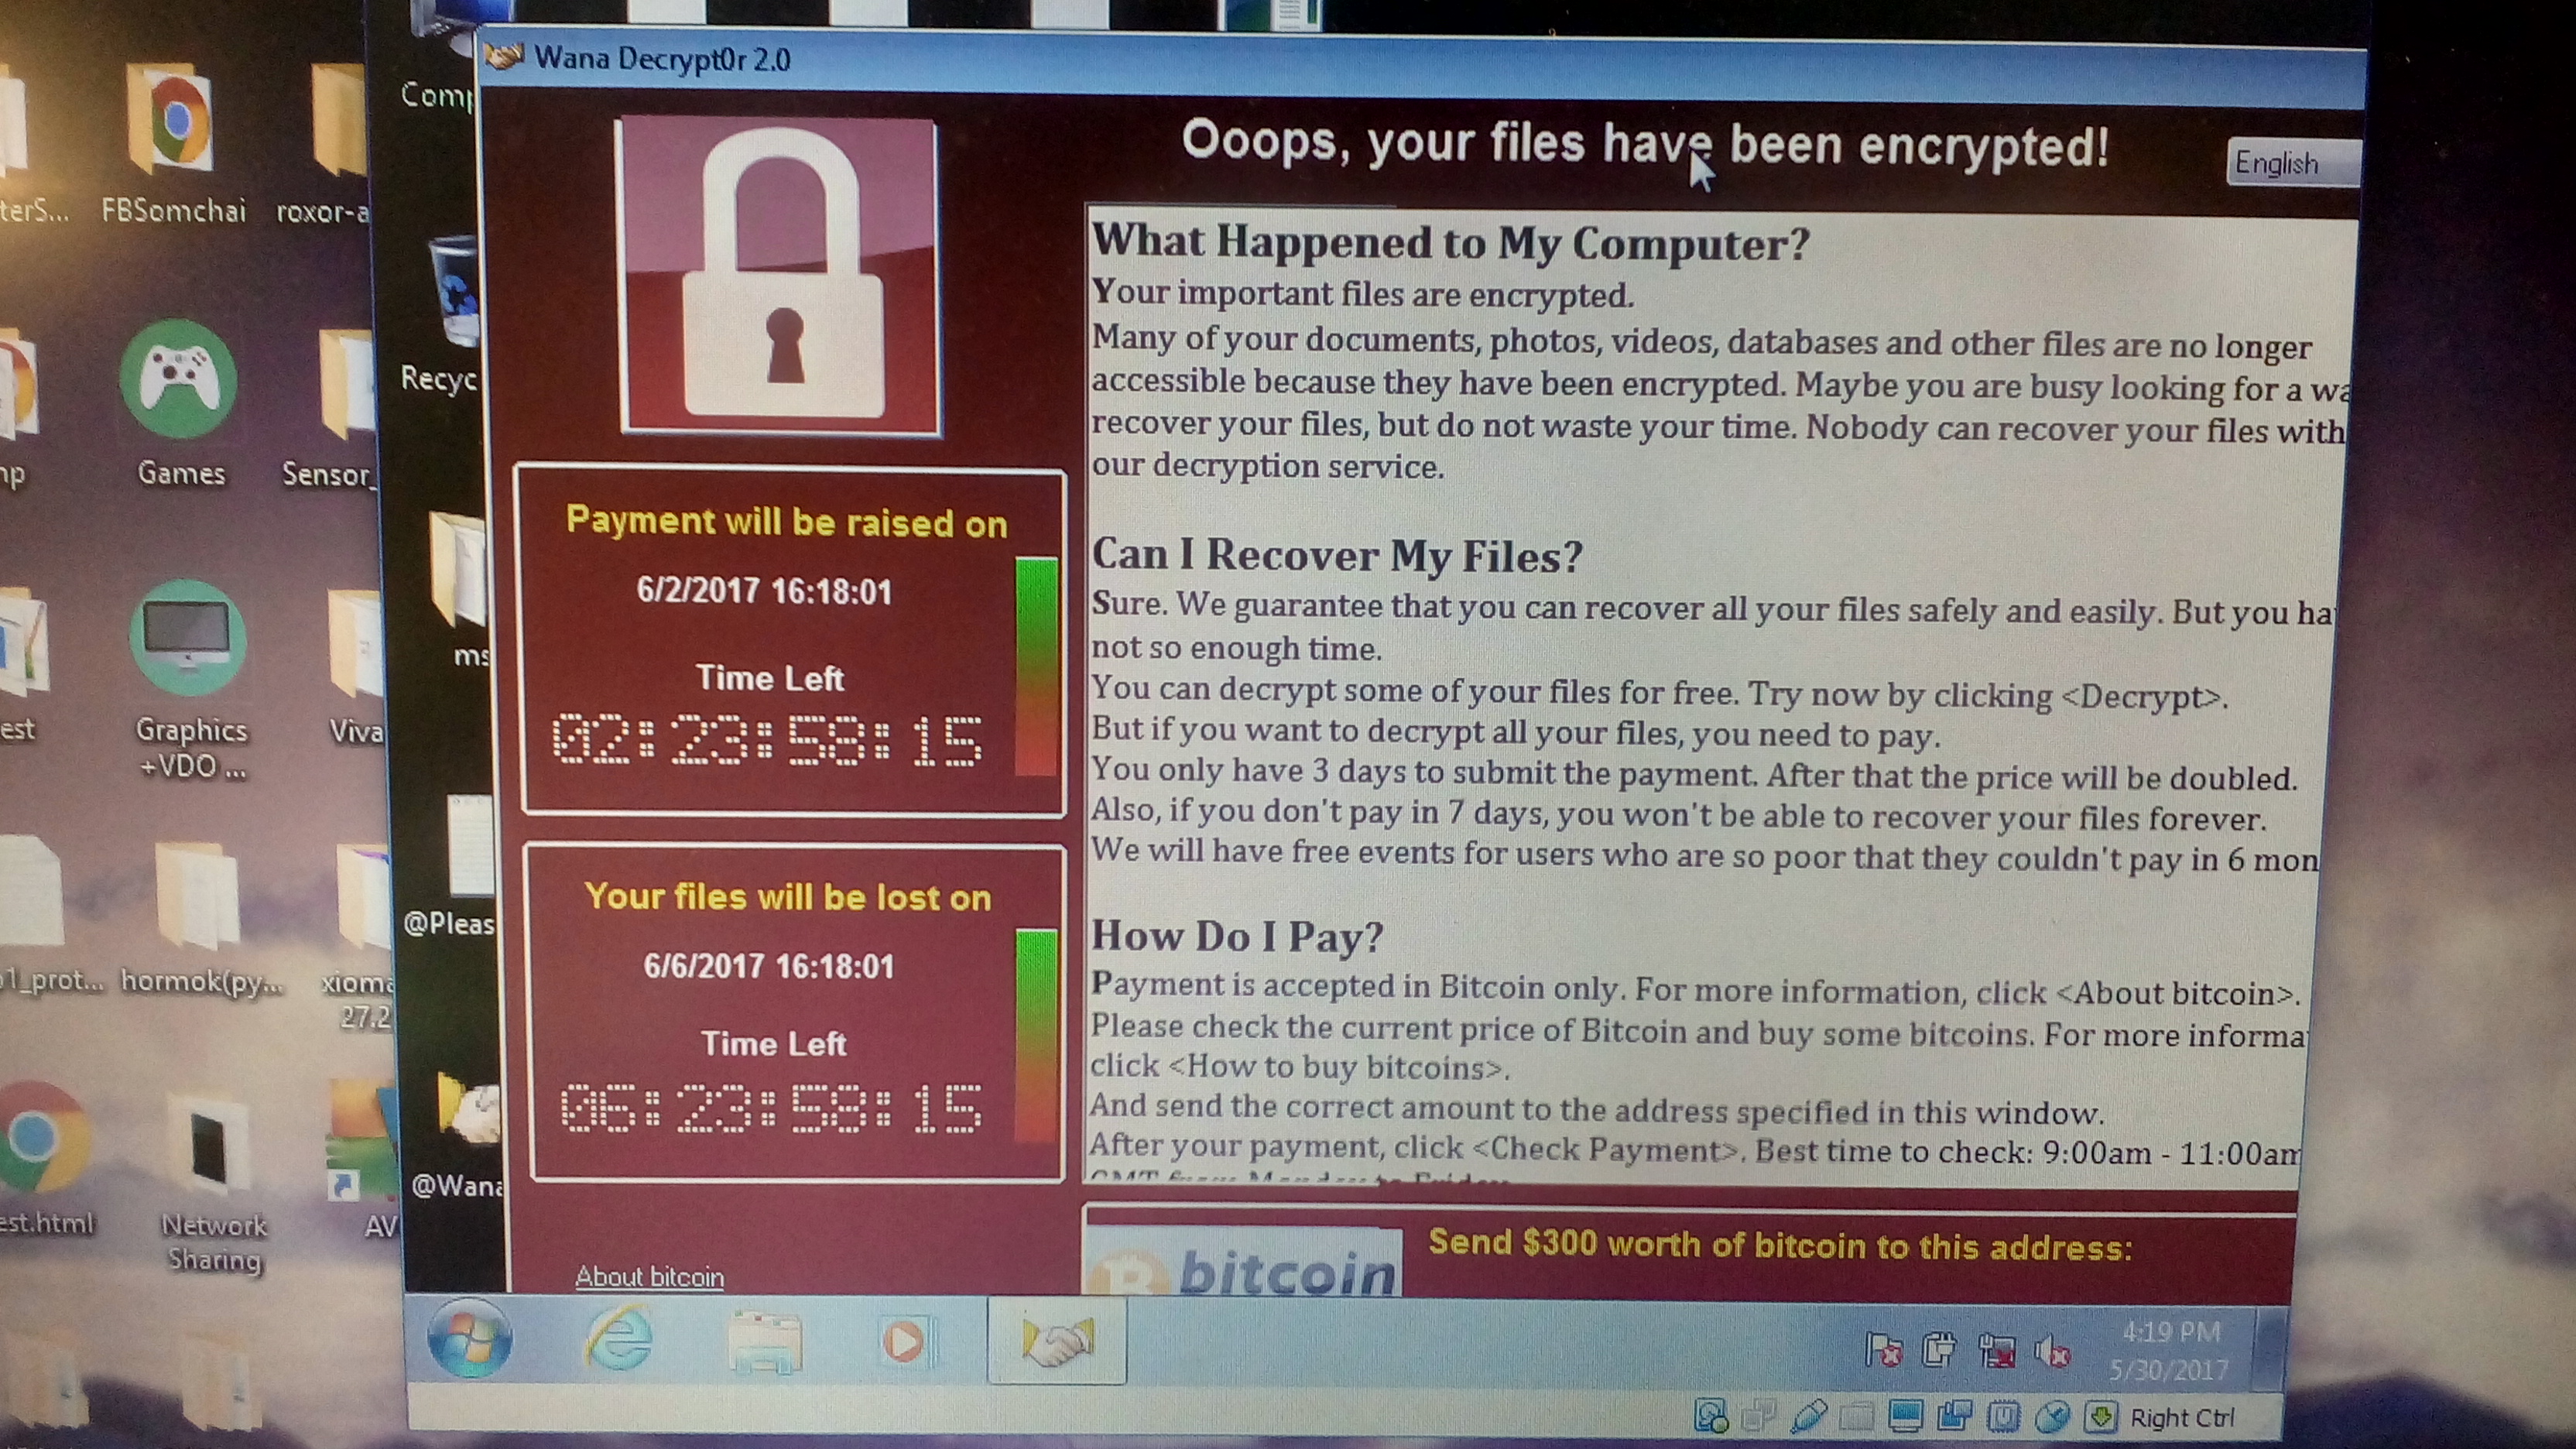 Wana Decrypt0r 2.0
Ooops, your files have been encrypted!
English
What Happened to My Computer?
Your important files are encrypted.
Many of your documents, photos, videos, databases and other files are no longer
accessible because they have been encrypted. Maybe you are busy looking for a wa
recover your files, but do not waste your time. Nobody can recover your files with
our decryption service.
Can I Recover My Files?
Sure. We guarantee that you can recover all your files safely and easily. But you ha
not so enough time.
You can decrypt some of your files for free. Try now by clicking <Decrypt>.
But if you want to decrypt all your files, you need to pay.
You only have 3 days to submit the payment. After that the price will be doubled.
Also, if you don't pay in 7 days, you won't be able to recover your files forever.
We will have free events for users who are so poor that they couldn't pay in 6 mon
How Do I Pay?
Payment is accepted in Bitcoin only. For more information, click <About bitcoin>.
Please check the current price of Bitcoin and buy some bitcoins. For more informa
click <How to buy bitcoins>.
And send the correct amount to the address specified in this window.
After your payment, click <Check Payment>. Best time to check: 9:00am - 11:00am
Payment will be raised on
6/2/2017 16:18:01
Time Left
02:23:58:15
Your files will be lost on
6/6/2017 16:18:01
Time Left
06:23:58:15
About bitcoin
bitcoin
Send $300 worth of bitcoin to this address:
4:19 PM
5/30/2017
Right Ctrl
Comp
Recyc
ms
@Pleas
@Wana
terS...
FBSomchai
roxor-a
mp
Games
Sensor_
est
Graphics
+VDO ...
Viva
1_prot...
hormok(py...
xioma
27.2
est.html
Network
Sharing
AV